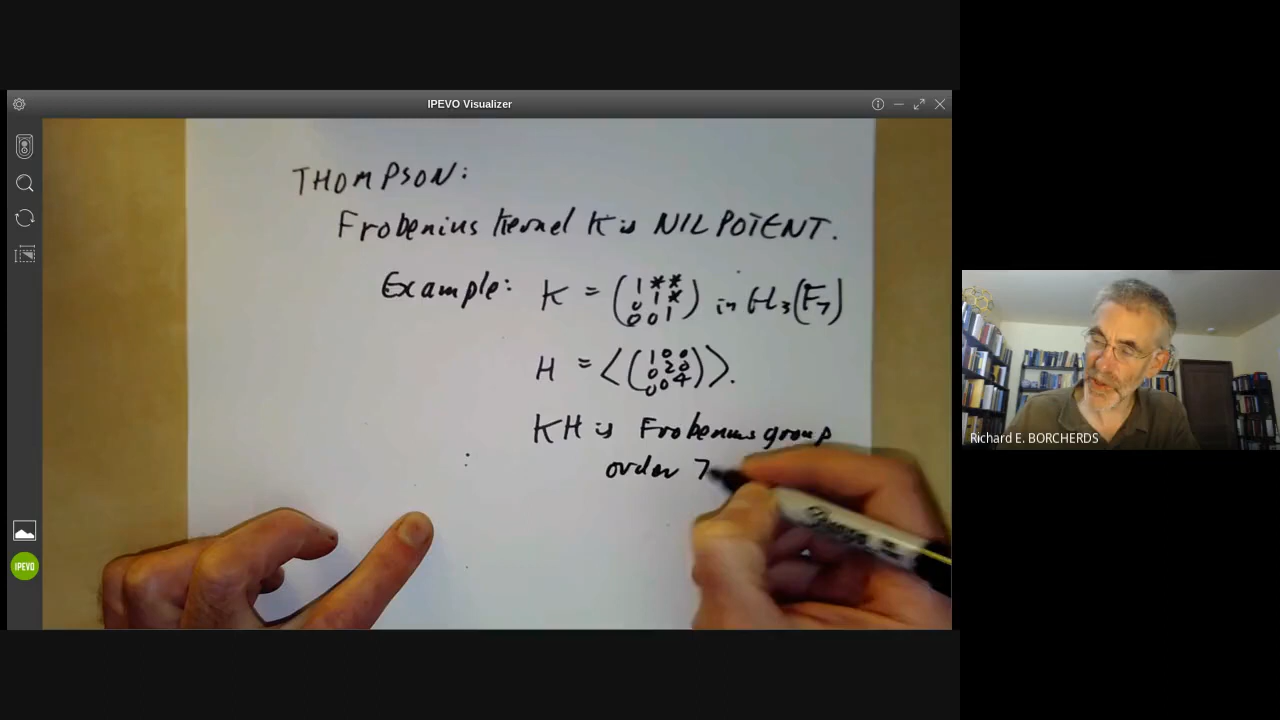 IPEVO Visualizer
THOMPSON:
Frobenius kernel K is NILPOTENT.
Example: K = (1 * * / 0 1 * / 0 0 1) in GL₃(F₇)
H = ⟨(1 0 0 / 0 2 0 / 0 0 4)⟩.
KH is Frobenius group
order 7
IPEVO
Richard E. BORCHERDS